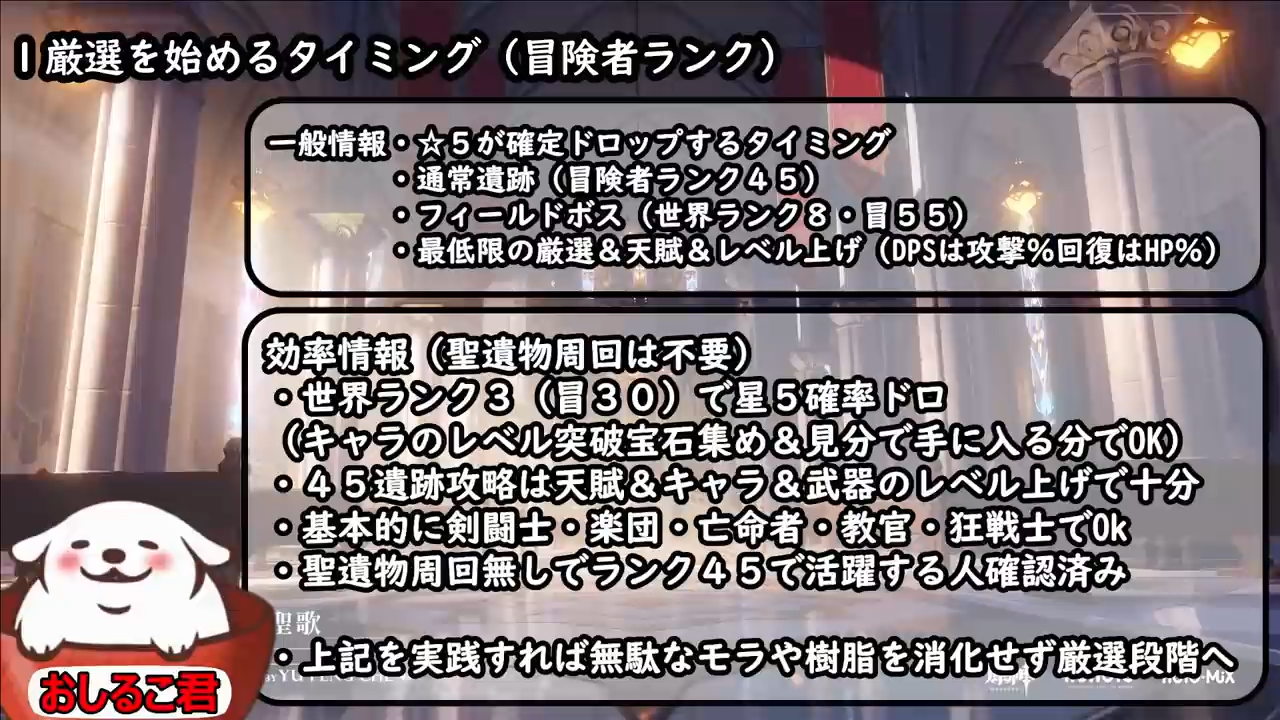 |厳選を始めるタイミング（冒険者ランク）
一般情報・☆５が確定ドロップするタイミング
・通常遺跡（冒険者ランク４５）
・フィールドボス（世界ランク８・冒５５）
・最低限の厳選＆天賦＆レベル上げ（DPSは攻撃％回復はHP％）
効率情報（聖遺物周回は不要）
・世界ランク３（冒３０）で星５確率ドロ
（キャラのレベル突破宝石集め＆見分で手に入る分でOK）
・４５遺跡攻略は天賦＆キャラ＆武器のレベル上げで十分
・基本的に剣闘士・楽団・亡命者・教官・狂戦士でOk
・聖遺物周回無しでランク４５で活躍する人確認済み
聖歌
・上記を実践すれば無駄なモラや樹脂を消化せず厳選段階へ
BY YU-PENG CHE
HOYO-MiX
おしるこ君